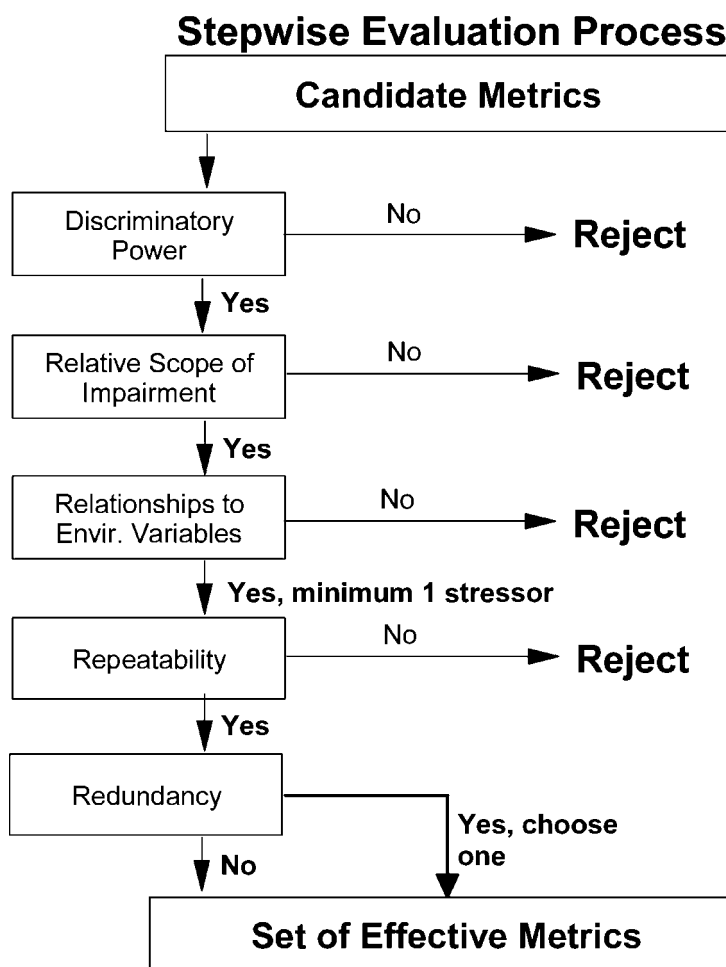 Stepwise Evaluation Process
Candidate Metrics
Discriminatory
Power
No
Reject
Yes
Relative Scope of
Impairment
No
Reject
Yes
Relationships to
Envir. Variables
No
Reject
Yes, minimum 1 stressor
Repeatability
No
Reject
Yes
Redundancy
Yes, choose
one
No
Set of Effective Metrics